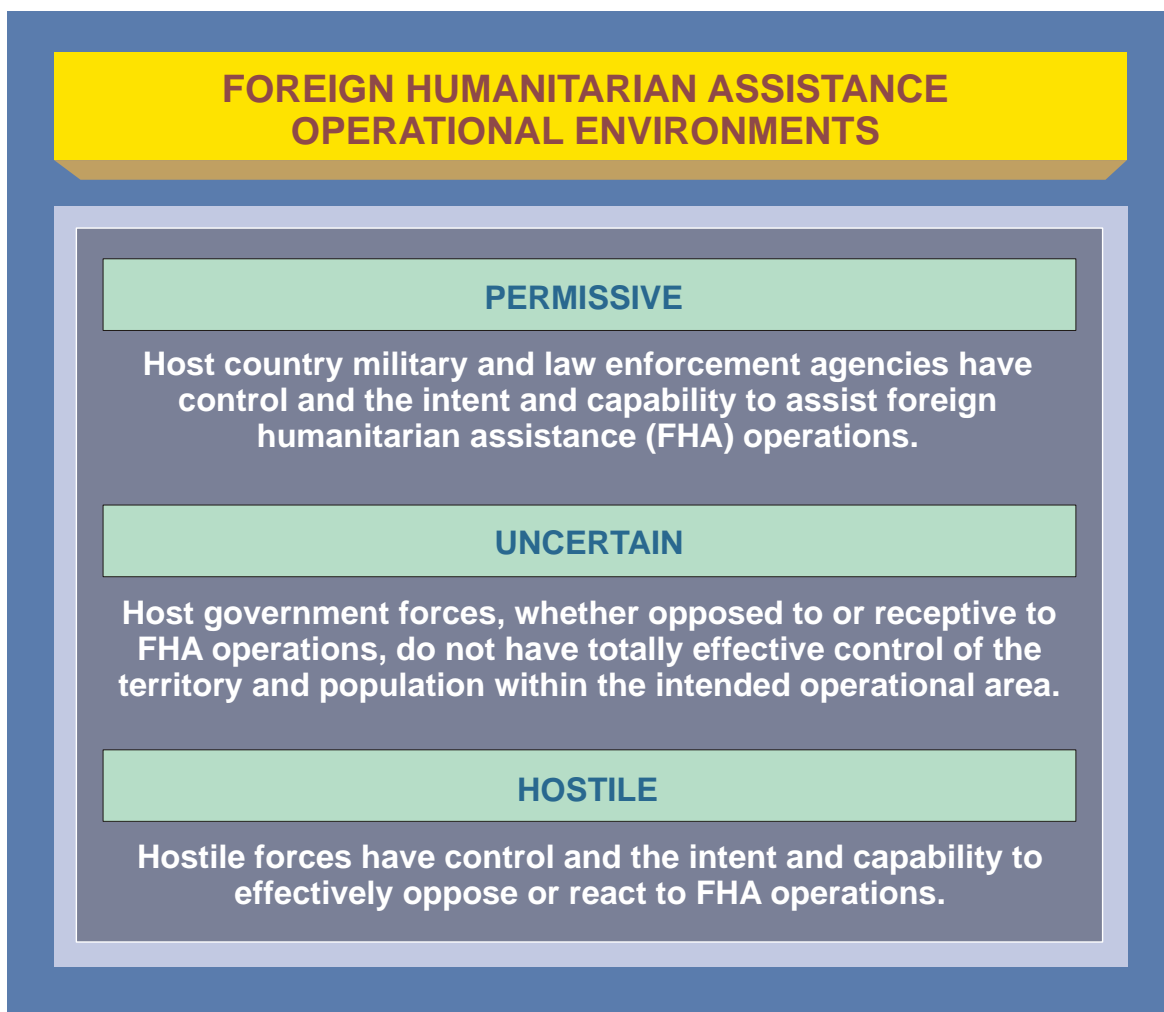 FOREIGN HUMANITARIAN ASSISTANCE
OPERATIONAL ENVIRONMENTS
PERMISSIVE
Host country military and law enforcement agencies have
control and the intent and capability to assist foreign
humanitarian assistance (FHA) operations.
UNCERTAIN
Host government forces, whether opposed to or receptive to
FHA operations, do not have totally effective control of the
territory and population within the intended operational area.
HOSTILE
Hostile forces have control and the intent and capability to
effectively oppose or react to FHA operations.